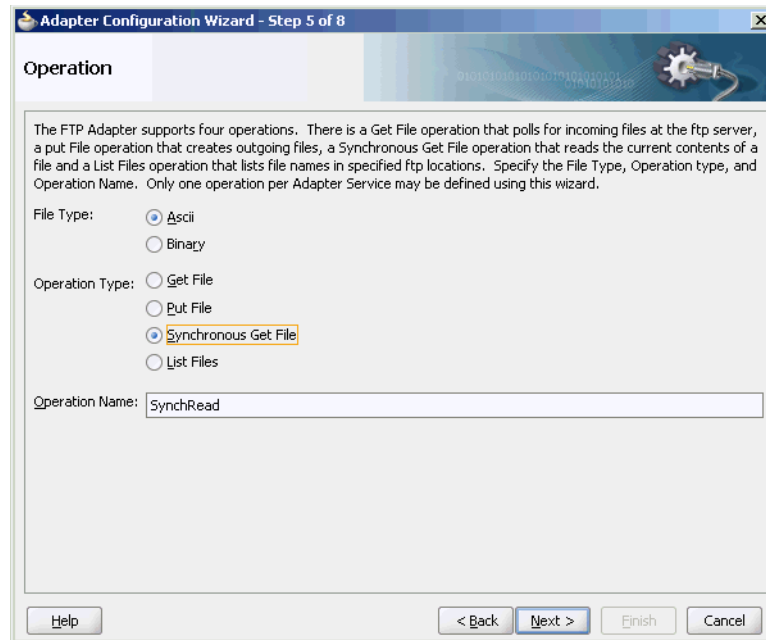 Adapter Configuration Wizard - Step 5 of 8
Operation
The FTP Adapter supports four operations. There is a Get File operation that polls for incoming files at the ftp server,
a put File operation that creates outgoing files, a Synchronous Get File operation that reads the current contents of a
file and a List Files operation that lists file names in specified ftp locations. Specify the File Type, Operation type, and
Operation Name. Only one operation per Adapter Service may be defined using this wizard.
File Type: Ascii
Binary
Operation Type: Get File
Put File
Synchronous Get File
List Files
Operation Name: SynchRead
Help < Back Next > Finish Cancel